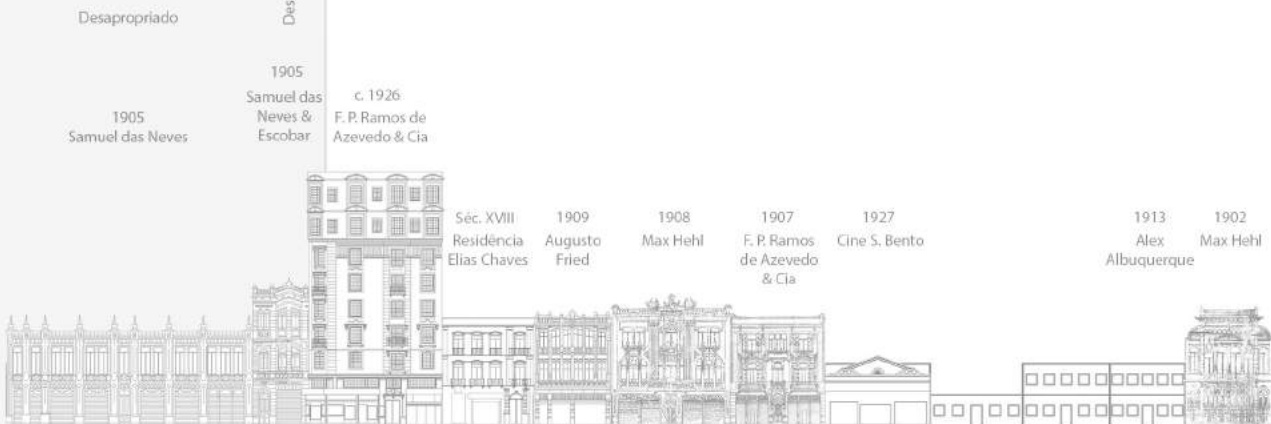 Desapropriado
1905
Samuel das Neves
1905
Samuel das
Neves &
Escobar
c. 1926
F. P. Ramos de
Azevedo & Cia
Séc. XVIII
Residência
Elias Chaves
1909
Augusto
Fried
1908
Max Hehl
1907
F. P. Ramos
de Azevedo
& Cia
1927
Cine S. Bento
1913
Alex
Albuquerque
1902
Max Hehl